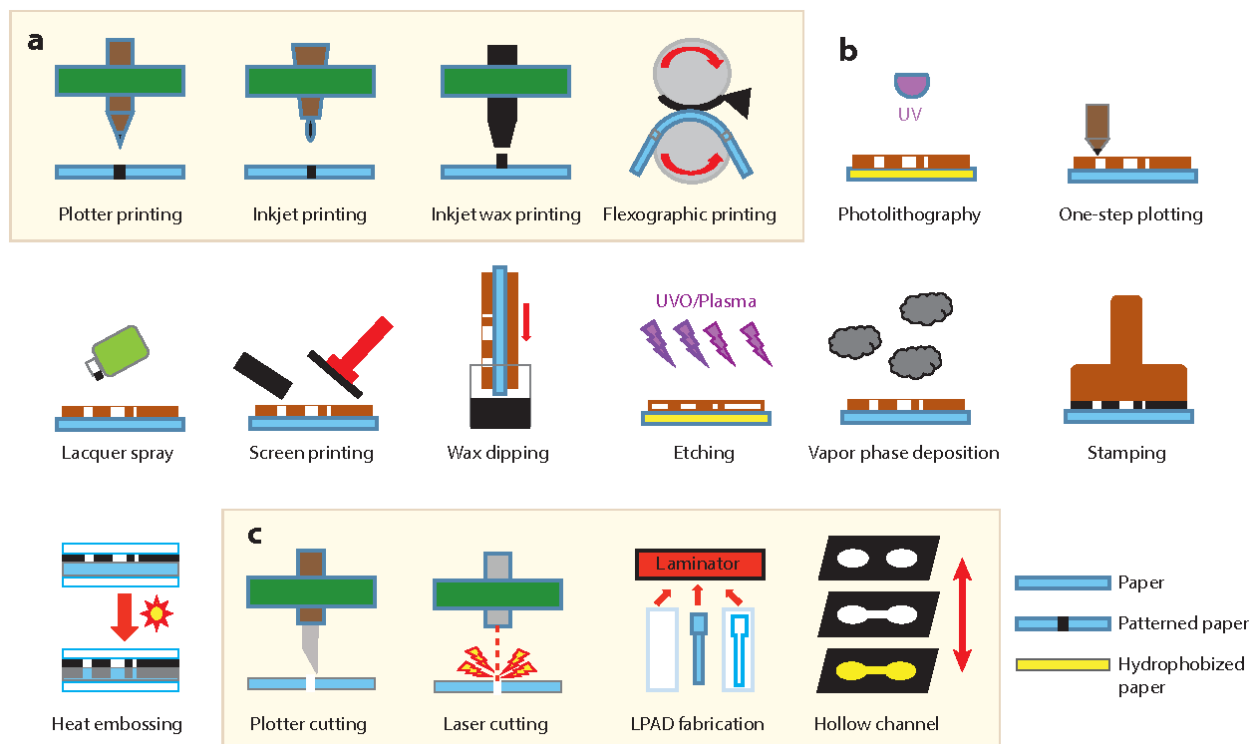 a
b
UV
Plotter printing
Inkjet printing
Inkjet wax printing
Flexographic printing
Photolithography
One-step plotting
UVO/Plasma
Lacquer spray
Screen printing
Wax dipping
Etching
Vapor phase deposition
Stamping
c
Laminator
Paper
Patterned paper
Hydrophobized
paper
Heat embossing
Plotter cutting
Laser cutting
LPAD fabrication
Hollow channel